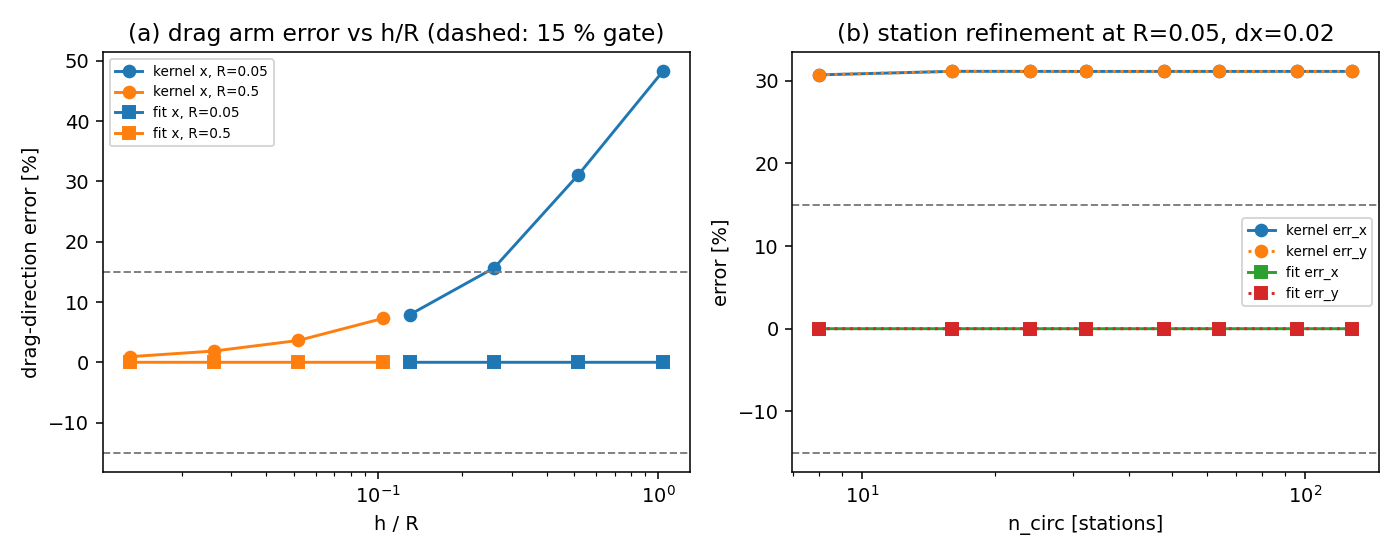 (a) drag arm error vs h/R (dashed: 15 % gate)
drag-direction error [%]
50
40
30
20
10
0
−10
kernel x, R=0.05
kernel x, R=0.5
fit x, R=0.05
fit x, R=0.5
10⁻¹
10⁰
h / R
(b) station refinement at R=0.05, dx=0.02
error [%]
30
20
10
0
−10
kernel err_x
kernel err_y
fit err_x
fit err_y
10¹
10²
n_circ [stations]